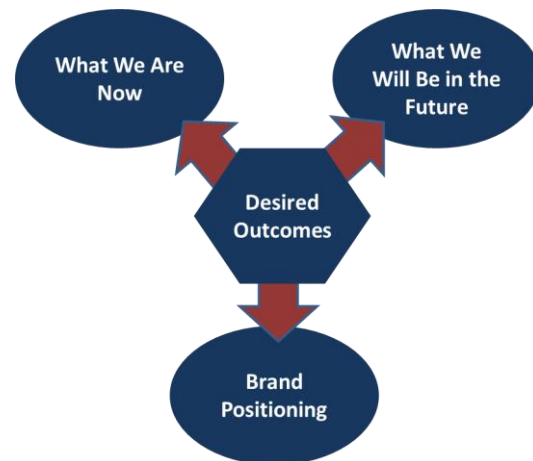 What We Are
Now
What We
Will Be in the
Future
Desired
Outcomes
Brand
Positioning